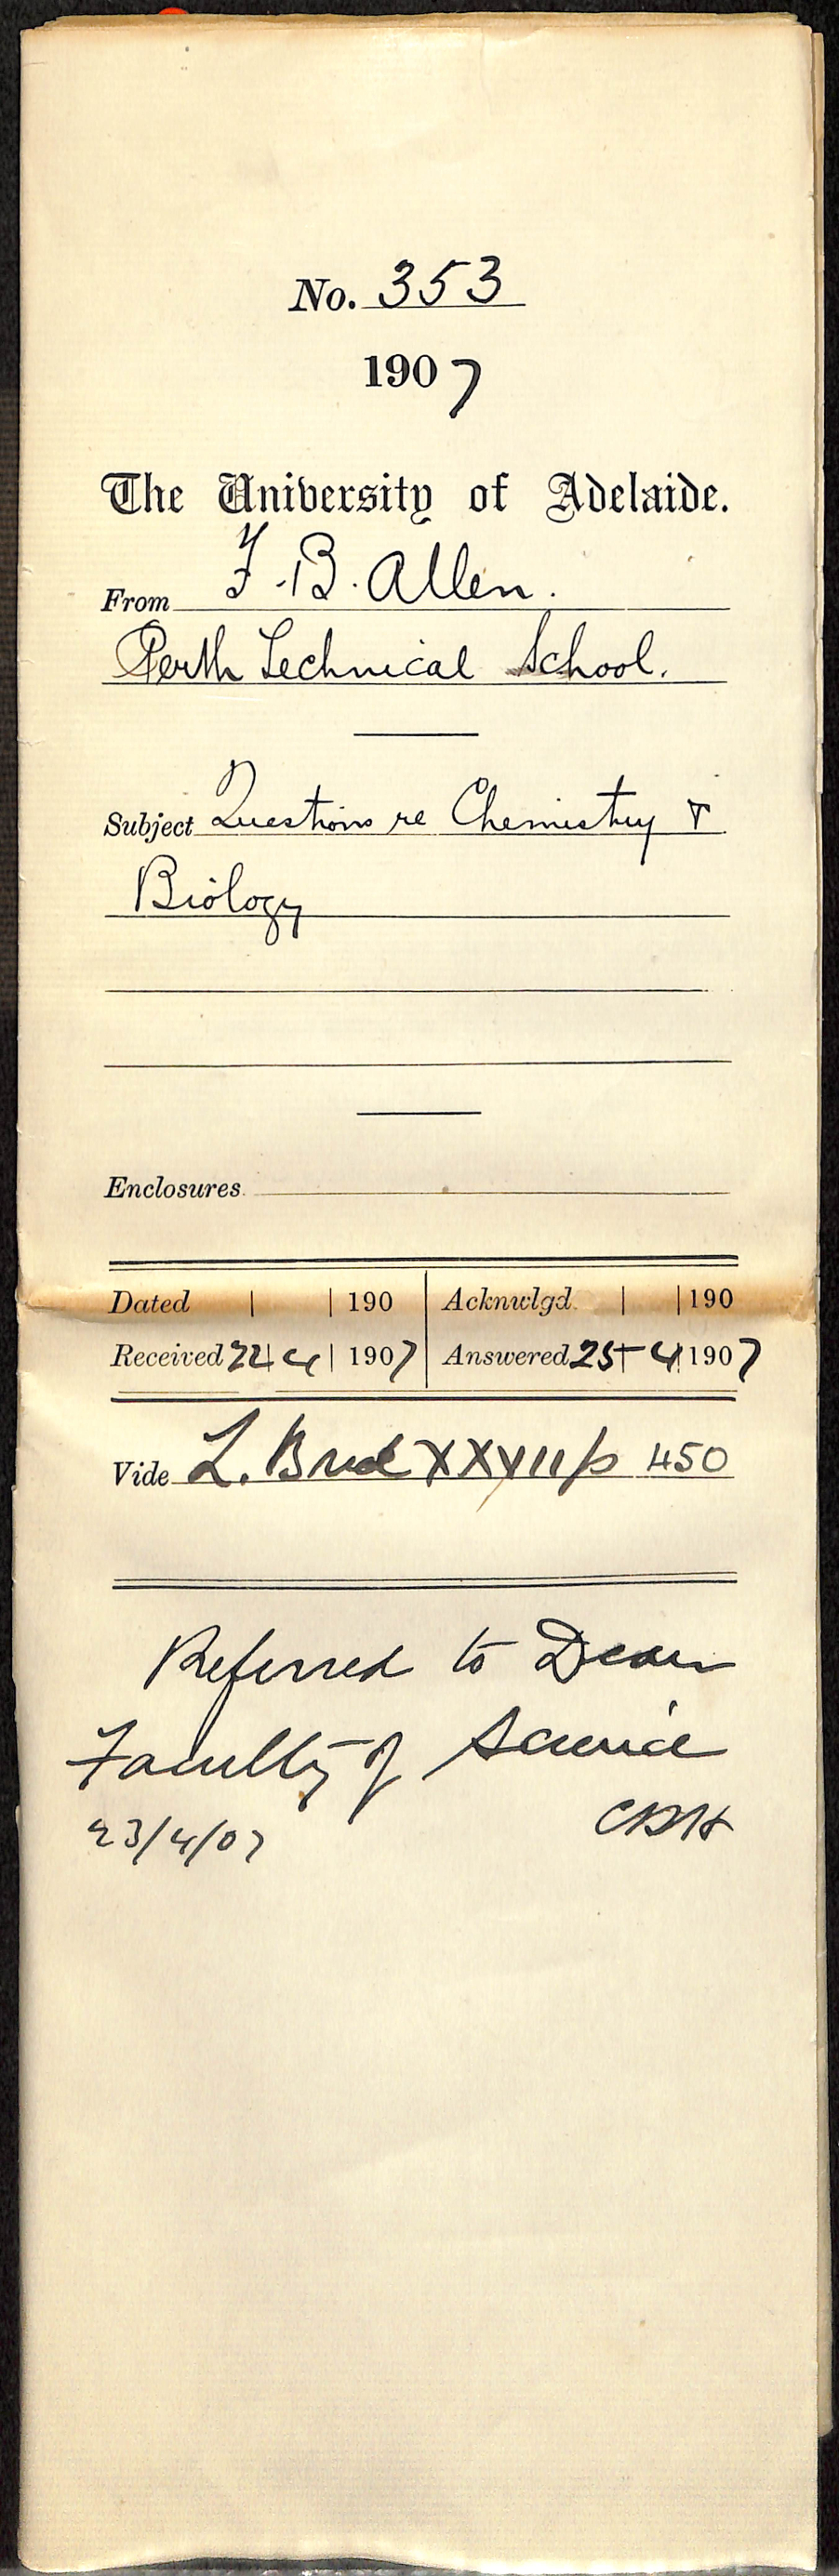 No. 353
1907
The University of Adelaide.
From F. B. Allen.
Perth Technical School.
Subject Questions re Chemistry &
Biology
Enclosures
Dated | | 190 | Acknwlgd. | | 190
Received 22 | 4 | 1907 | Answered 25 | 4 | 1907
Vide L. Book XXVII p 450
Referred to Dean
Faculty of Science
23/4/07 CRH